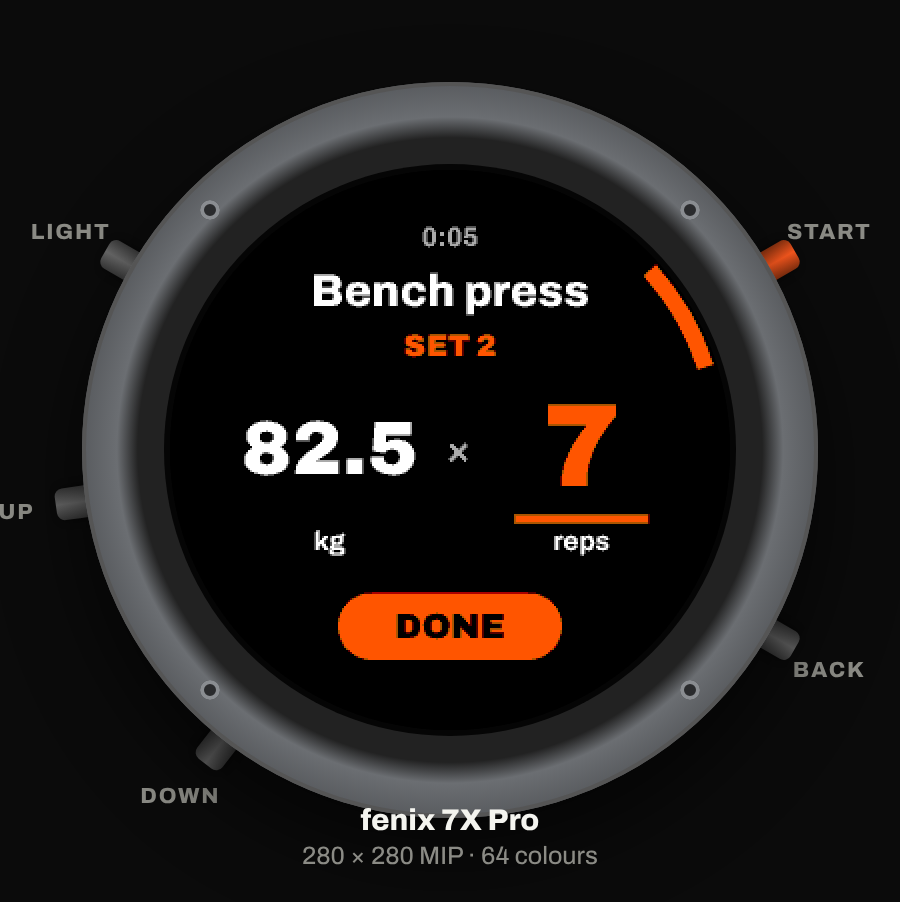 LIGHT
START
0:05
Bench press
SET 2
82.5 × 7
kg reps
UP
DONE
BACK
DOWN
fenix 7X Pro
280 × 280 MIP · 64 colours